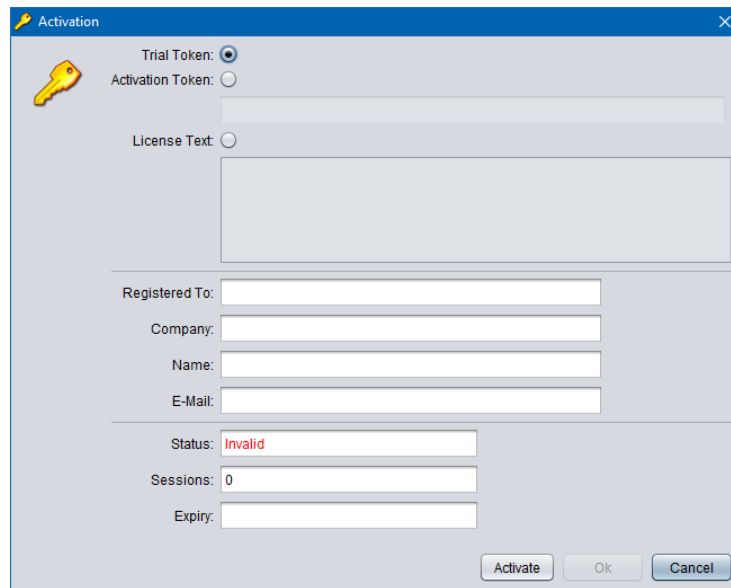 Activation
Trial Token:
Activation Token:
License Text:
Registered To:
Company:
Name:
E-Mail:
Status: Invalid
Sessions: 0
Expiry:
Activate Ok Cancel